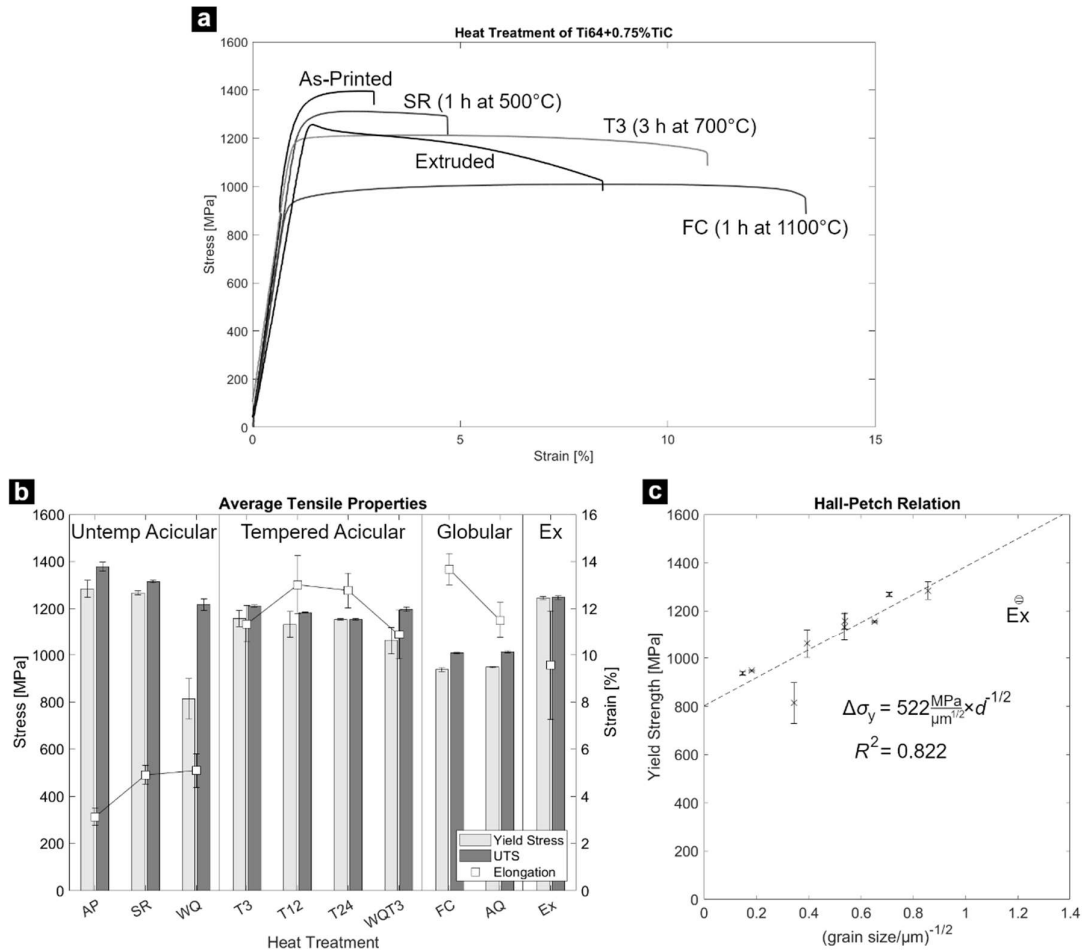 a
Heat Treatment of Ti64+0.75%TiC
1600
1400
1200
1000
800
600
400
200
0
Stress [MPa]
As-Printed
SR (1 h at 500°C)
T3 (3 h at 700°C)
Extruded
FC (1 h at 1100°C)
0
5
10
15
Strain [%]
b
Average Tensile Properties
Untemp Acicular
Tempered Acicular
Globular
Ex
1600
1400
1200
1000
800
600
400
200
0
Stress [MPa]
16
14
12
10
8
6
4
2
0
Strain [%]
Yield Stress
UTS
Elongation
AP
SR
WQ
T3
T12
T24
WQT3
FC
AQ
Ex
Heat Treatment
c
Hall-Petch Relation
1600
1400
1200
1000
800
600
400
200
0
Yield Strength [MPa]
Ex
Δσy = 522 MPa/μm^1/2 × d^-1/2
R² = 0.822
0
0.2
0.4
0.6
0.8
1
1.2
1.4
(grain size/μm)^-1/2